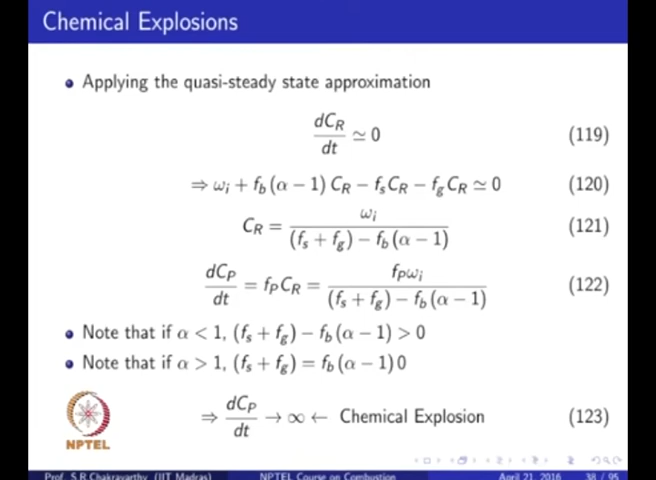 Chemical Explosions
Applying the quasi-steady state approximation
dC_R/dt ≃ 0 (119)
⇒ ω_i + f_b(α − 1) C_R − f_s C_R − f_g C_R ≃ 0 (120)
C_R = ω_i / ((f_s + f_g) − f_b(α − 1)) (121)
dC_P/dt = f_P C_R = f_P ω_i / ((f_s + f_g) − f_b(α − 1)) (122)
Note that if α < 1, (f_s + f_g) − f_b(α − 1) > 0
Note that if α > 1, (f_s + f_g) = f_b(α − 1)0
⇒ dC_P/dt → ∞ ← Chemical Explosion (123)
NPTEL
Prof. S.R.Chakravarthy (IIT Madras) NPTEL Course on Combustion April 21, 2016 38 / 95